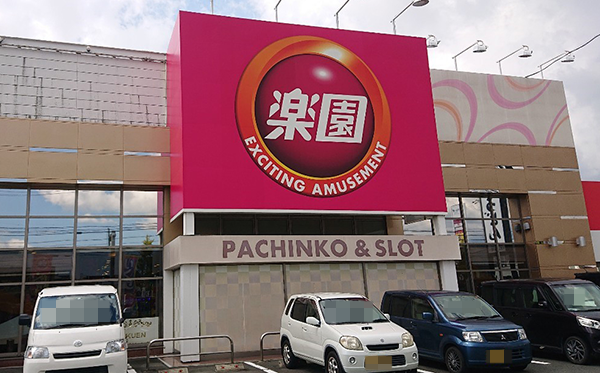 楽園
EXCITING AMUSEMENT
PACHINKO & SLOT